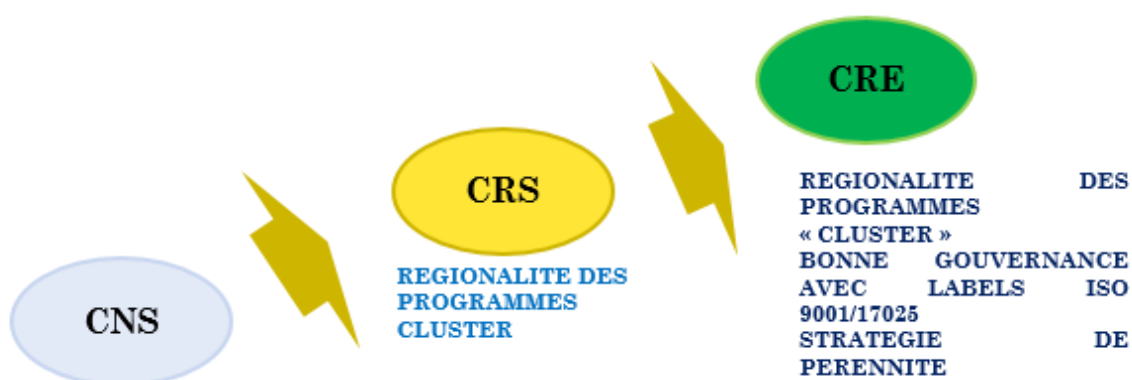 CNS
CRS
REGIONALITE DES
PROGRAMMES
CLUSTER
CRE
REGIONALITE DES
PROGRAMMES
« CLUSTER »
BONNE GOUVERNANCE
AVEC LABELS ISO
9001/17025
STRATEGIE DE
PERENNITE